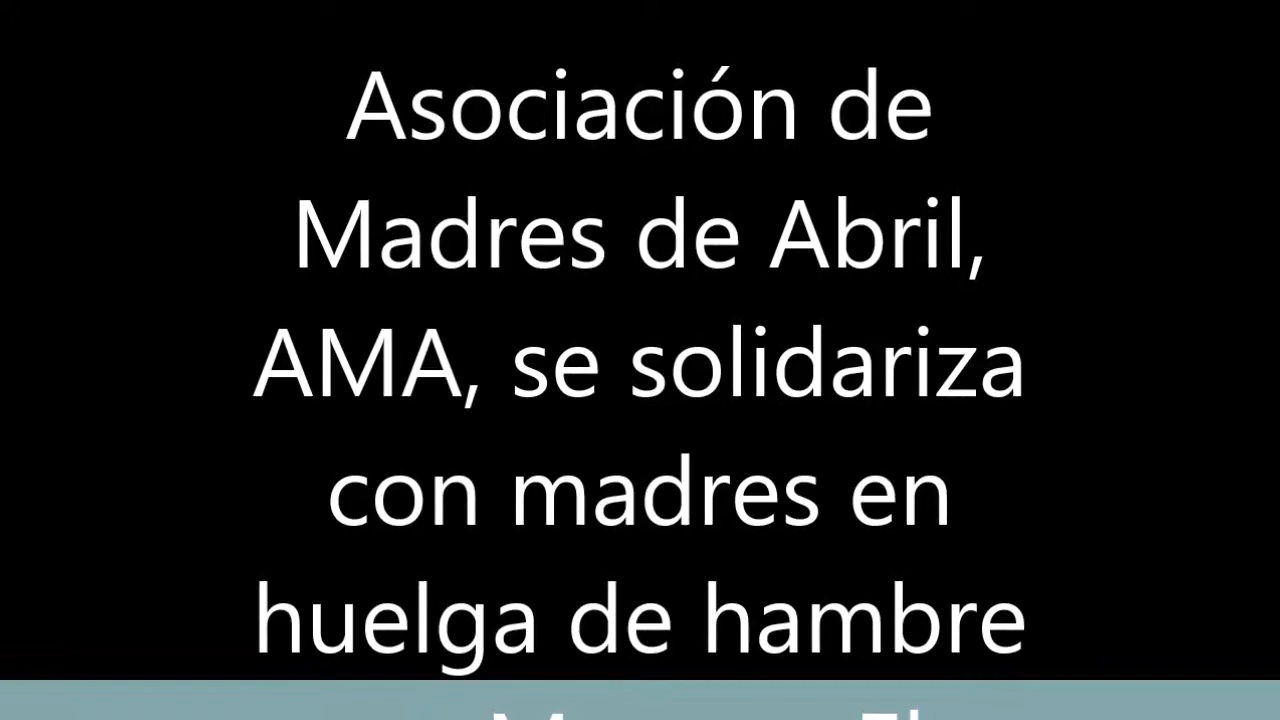 Asociación de
Madres de Abril,
AMA, se solidariza
con madres en
huelga de hambre